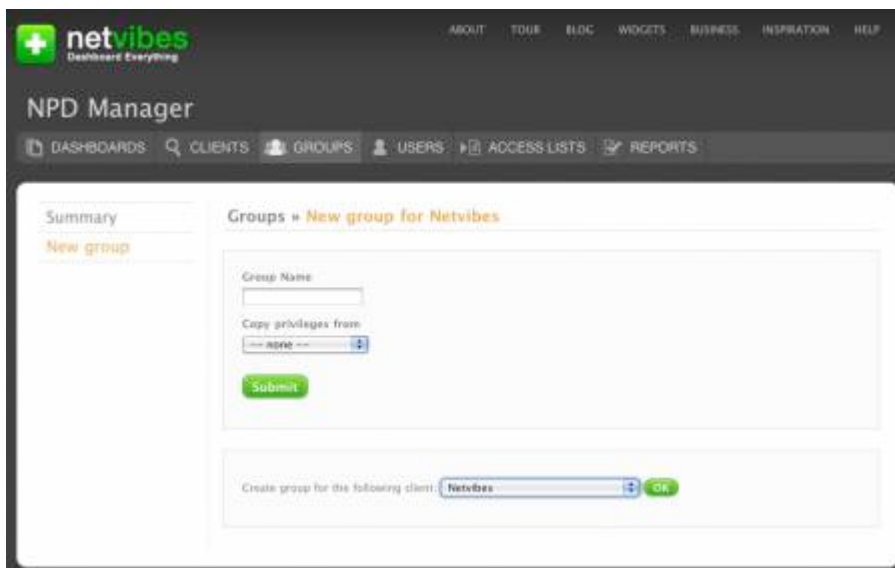 netvibes
Dashboard Everything
ABOUT TOUR BLOG WIDGETS BUSINESS INSPIRATION HELP
NPD Manager
DASHBOARDS CLIENTS GROUPS USERS ACCESS LISTS REPORTS
Summary
New group
Groups » New group for Netvibes
Group Name
Copy privileges from
--- none ---
Submit
Create group for the following client: Netvibes OK